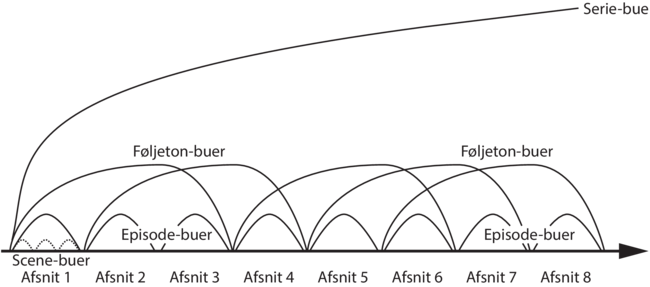 Serie-bue
Føljeton-buer
Føljeton-buer
Episode-buer
Episode-buer
Scene-buer
Afsnit 1
Afsnit 2
Afsnit 3
Afsnit 4
Afsnit 5
Afsnit 6
Afsnit 7
Afsnit 8